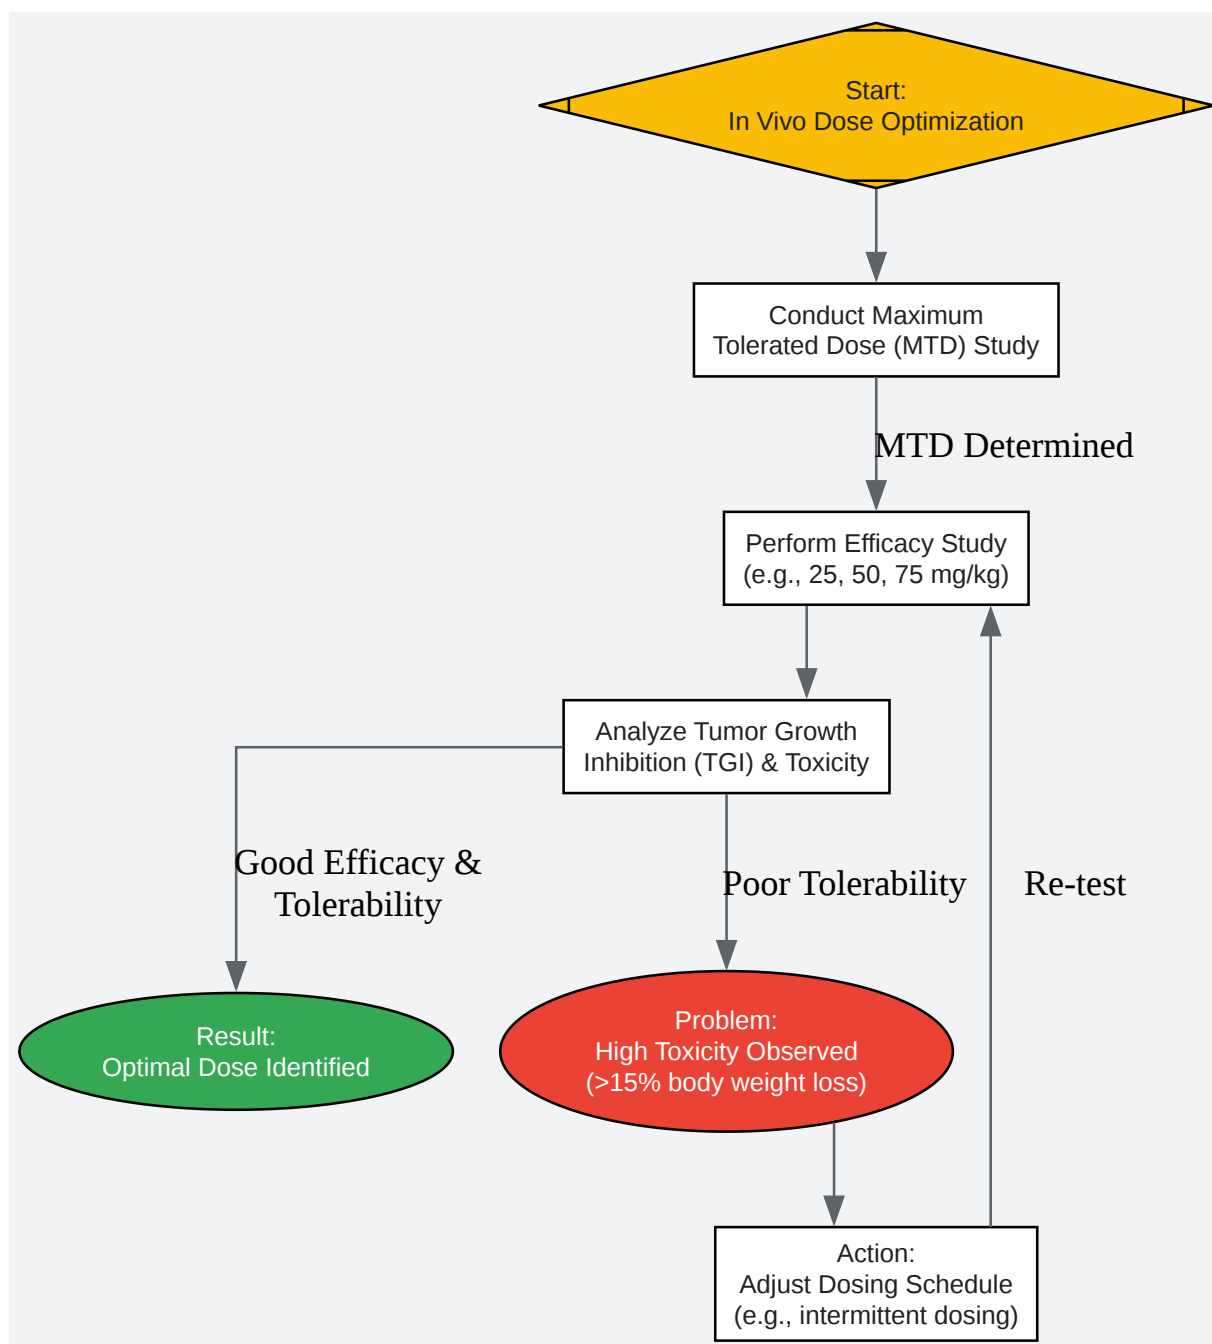 Start:
In Vivo Dose Optimization
Conduct Maximum
Tolerated Dose (MTD) Study
MTD Determined
Perform Efficacy Study
(e.g., 25, 50, 75 mg/kg)
Analyze Tumor Growth
Inhibition (TGI) & Toxicity
Good Efficacy &
Tolerability
Poor Tolerability
Re-test
Result:
Optimal Dose Identified
Problem:
High Toxicity Observed
(>15% body weight loss)
Action:
Adjust Dosing Schedule
(e.g., intermittent dosing)